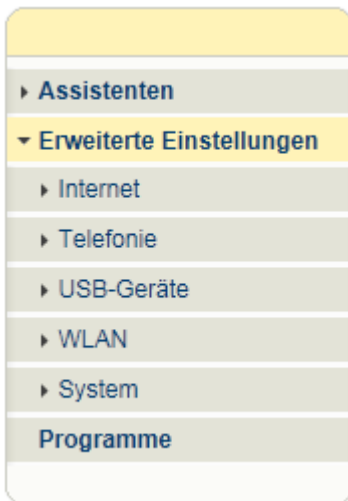 Assistenten
Erweiterte Einstellungen
Internet
Telefonie
USB-Geräte
WLAN
System
Programme